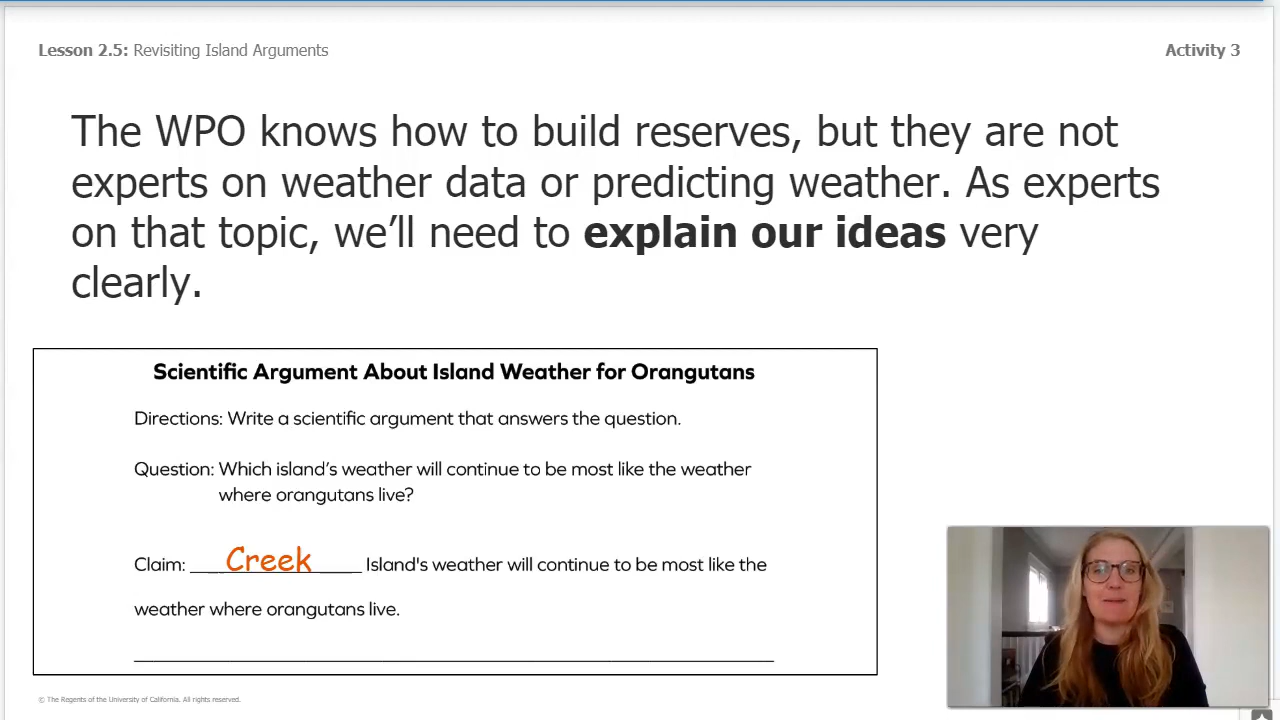 Lesson 2.5: Revisiting Island Arguments
Activity 3
The WPO knows how to build reserves, but they are not
experts on weather data or predicting weather. As experts
on that topic, we’ll need to explain our ideas very
clearly.
Scientific Argument About Island Weather for Orangutans
Directions: Write a scientific argument that answers the question.
Question: Which island’s weather will continue to be most like the weather
where orangutans live?
Claim: Creek Island's weather will continue to be most like the
weather where orangutans live.
© The Regents of the University of California. All rights reserved.